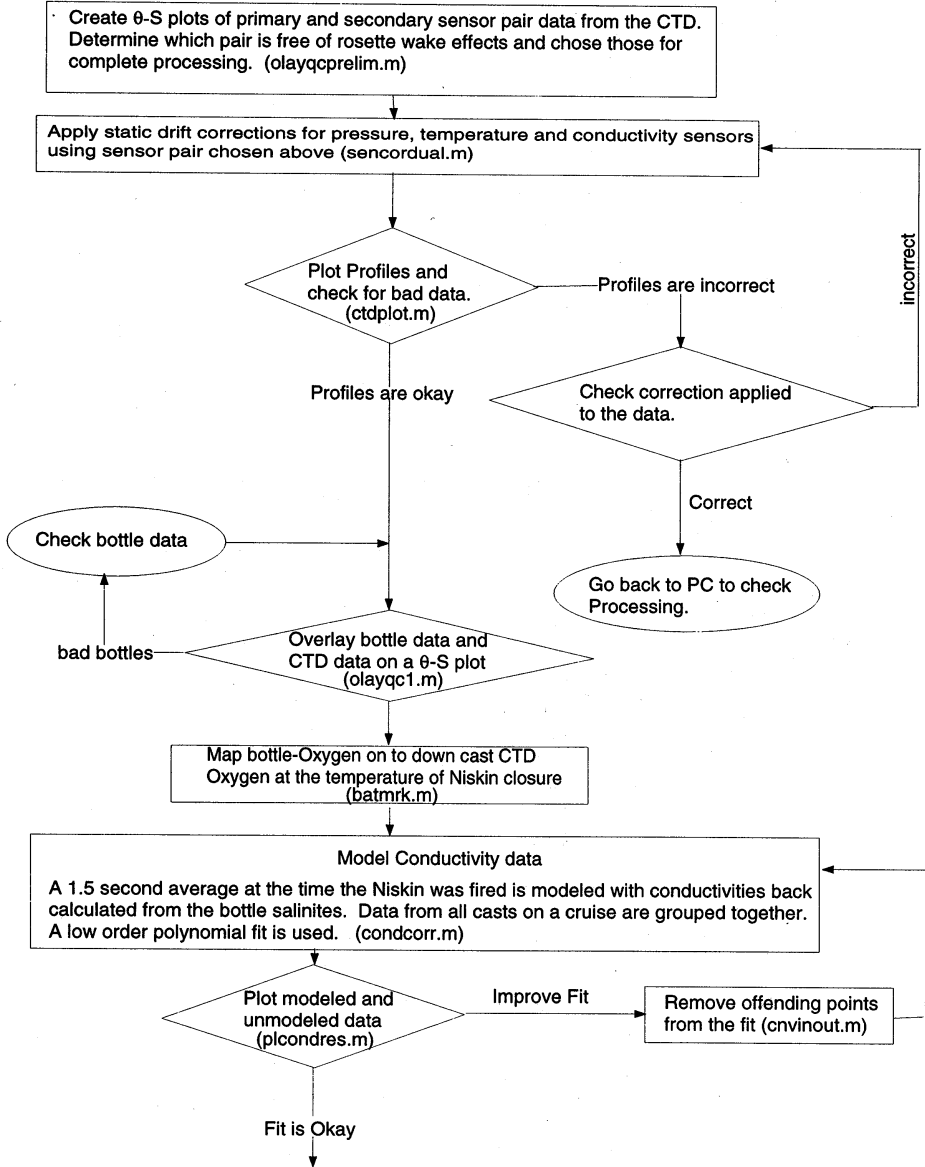 Create θ-S plots of primary and secondary sensor pair data from the CTD.
Determine which pair is free of rosette wake effects and chose those for
complete processing. (olayqcprelim.m)
Apply static drift corrections for pressure, temperature and conductivity sensors
using sensor pair chosen above (sencordual.m)
Plot Profiles and
check for bad data.
(ctdplot.m)
Profiles are incorrect
incorrect
Check correction applied
to the data.
Profiles are okay
Correct
Check bottle data
Go back to PC to check
Processing.
bad bottles
Overlay bottle data and
CTD data on a θ-S plot
(olayqc1.m)
Map bottle-Oxygen on to down cast CTD
Oxygen at the temperature of Niskin closure
(batmrk.m)
Model Conductivity data
A 1.5 second average at the time the Niskin was fired is modeled with conductivities back
calculated from the bottle salinites. Data from all casts on a cruise are grouped together.
A low order polynomial fit is used. (condcorr.m)
Plot modeled and
unmodeled data
(plcondres.m)
Improve Fit
Remove offending points
from the fit (cnvinout.m)
Fit is Okay